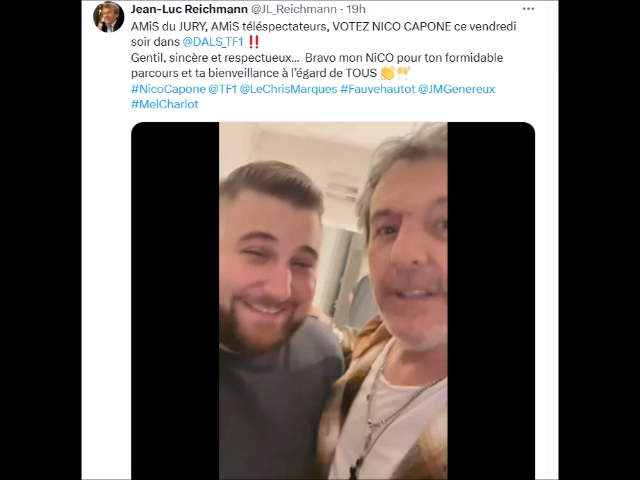 Jean-Luc Reichmann @JL_Reichmann · 19h
AMiS du JURY, AMiS téléspectateurs, VOTEZ NICO CAPONE ce vendredi
soir dans @DALS_TF1 ‼️
Gentil, sincère et respectueux... Bravo mon NiCO pour ton formidable
parcours et ta bienveillance à l'égard de TOUS 👏🥂
#NicoCapone @TF1 @LeChrisMarques #Fauvehautot @JMGenereux
#MelCharlot